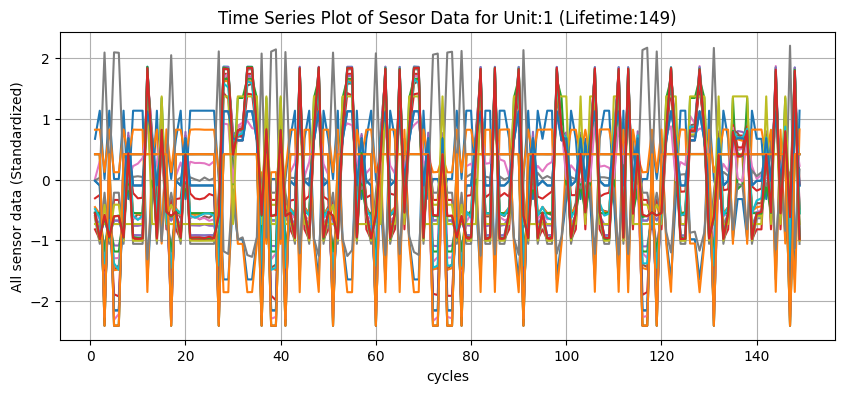 Time Series Plot of Sesor Data for Unit:1 (Lifetime:149)
All sensor data (Standardized)
2
1
0
−1
−2
0 20 40 60 80 100 120 140
cycles